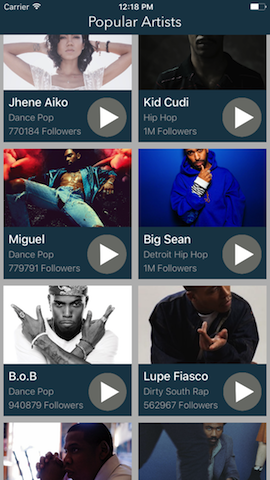 Carrier 12:18 PM
Popular Artists
Jhene Aiko
Dance Pop
770184 Followers
Kid Cudi
Hip Hop
1M Followers
Miguel
Dance Pop
779791 Followers
Big Sean
Detroit Hip Hop
1M Followers
B.o.B
Dance Pop
940879 Followers
Lupe Fiasco
Dirty South Rap
562967 Followers